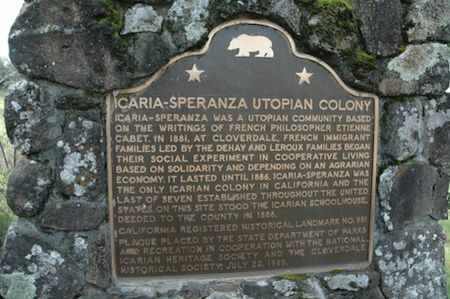 ICARIA-SPERANZA UTOPIAN COLONY
ICARIA-SPERANZA WAS A UTOPIAN COMMUNITY BASED
ON THE WRITINGS OF FRENCH PHILOSOPHER ETIENNE
CABET. IN 1881, AT CLOVERDALE, FRENCH IMMIGRANT
FAMILIES LED BY THE DEHAY AND LEROUX FAMILIES BEGAN
THEIR SOCIAL EXPERIMENT IN COOPERATIVE LIVING
BASED ON SOLIDARITY AND DEPENDING ON AN AGRARIAN
ECONOMY. IT LASTED UNTIL 1886. ICARIA-SPERANZA WAS
THE ONLY ICARIAN COLONY IN CALIFORNIA AND THE
LAST OF SEVEN ESTABLISHED THROUGHOUT THE UNITED
STATES. ON THIS SITE STOOD THE ICARIAN SCHOOLHOUSE,
DEEDED TO THE COUNTY IN 1886.
CALIFORNIA REGISTERED HISTORICAL LANDMARK NO. 981
PLAQUE PLACED BY THE STATE DEPARTMENT OF PARKS
AND RECREATION IN COOPERATION WITH THE NATIONAL
ICARIAN HERITAGE SOCIETY AND THE CLOVERDALE
HISTORICAL SOCIETY, JULY 22, 1989.